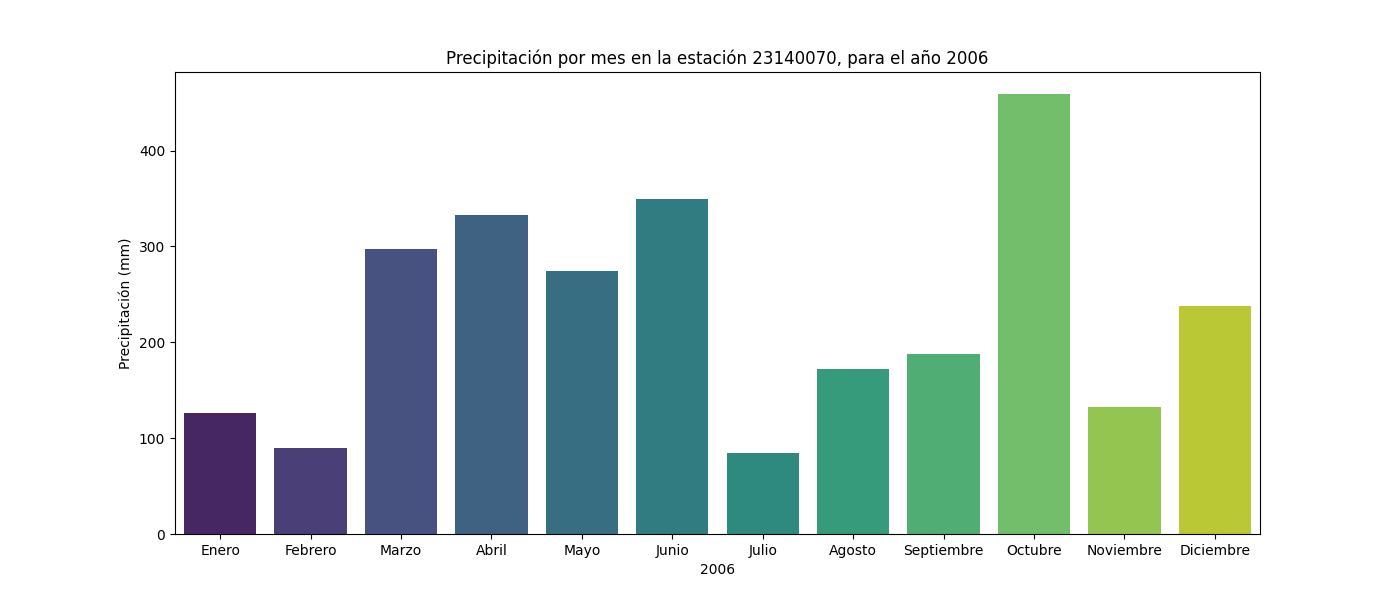 Precipitación por mes en la estación 23140070, para el año 2006
Precipitación (mm)
400
300
200
100
0
Enero Febrero Marzo Abril Mayo Junio Julio Agosto Septiembre Octubre Noviembre Diciembre
2006